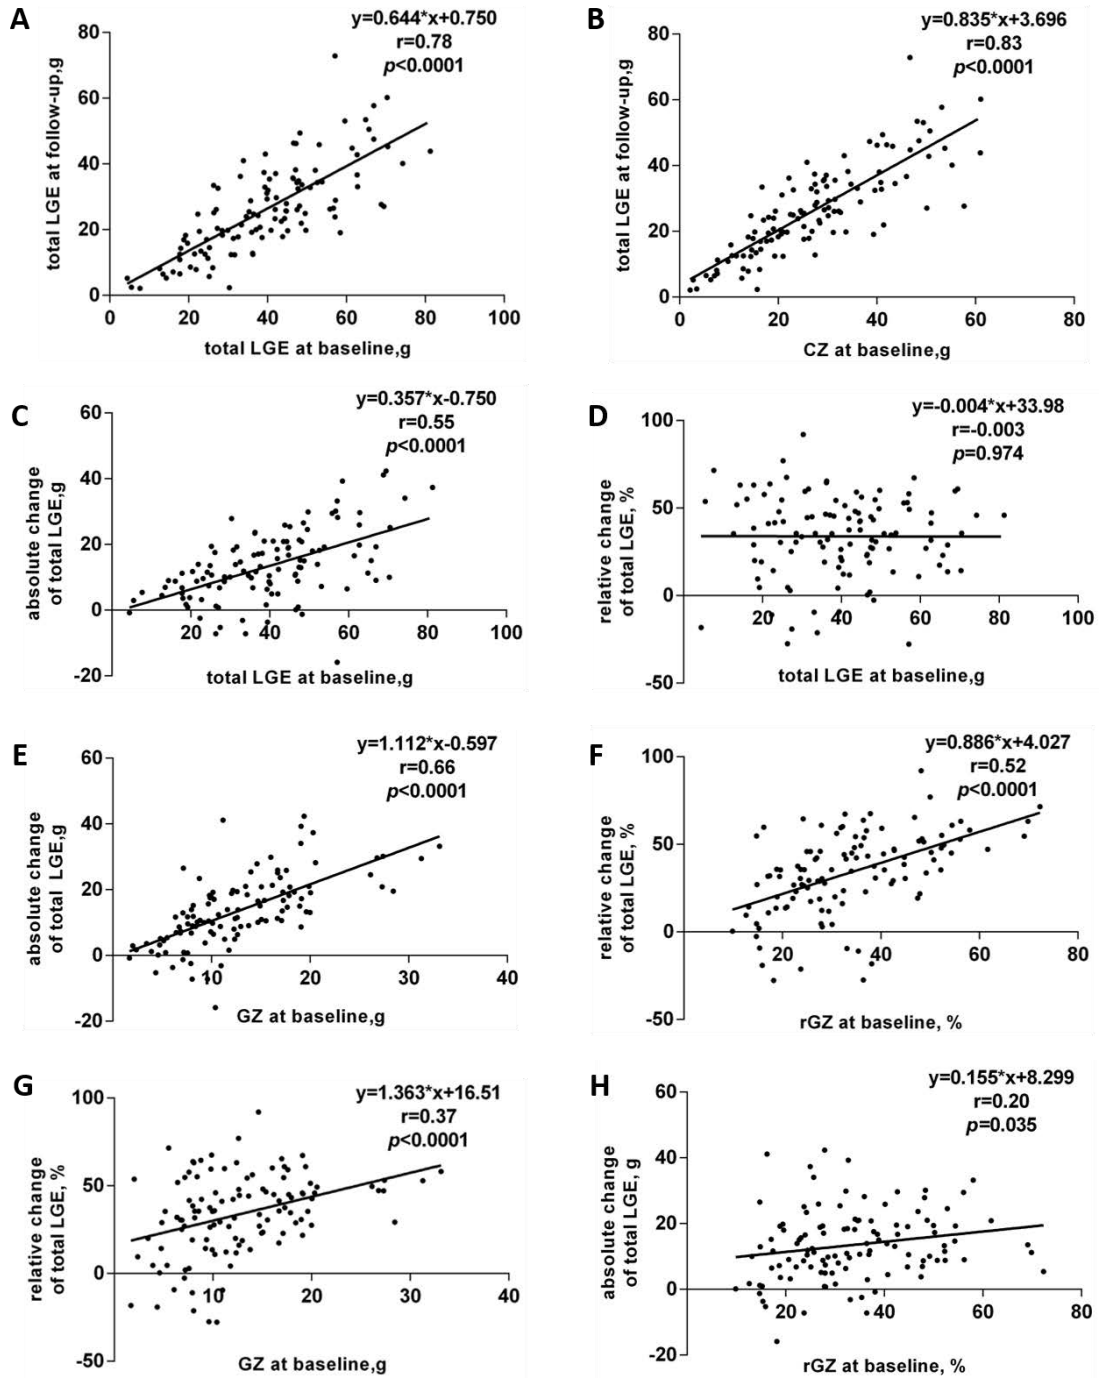 A
y=0.644*x+0.750
r=0.78
p<0.0001
total LGE at follow-up,g
80
60
40
20
0
0 20 40 60 80 100
total LGE at baseline,g
B
y=0.835*x+3.696
r=0.83
p<0.0001
total LGE at follow-up,g
80
60
40
20
0
0 20 40 60 80
CZ at baseline,g
C
y=0.357*x-0.750
r=0.55
p<0.0001
absolute change
of total LGE,g
60
40
20
0
-20
20 40 60 80 100
total LGE at baseline,g
D
y=-0.004*x+33.98
r=-0.003
p=0.974
relative change
of total LGE, %
100
50
0
-50
20 40 60 80 100
total LGE at baseline,g
E
y=1.112*x-0.597
r=0.66
p<0.0001
absolute change
of total LGE,g
60
40
20
0
-20
10 20 30 40
GZ at baseline,g
F
y=0.886*x+4.027
r=0.52
p<0.0001
relative change
of total LGE, %
100
50
0
-50
20 40 60 80
rGZ at baseline, %
G
y=1.363*x+16.51
r=0.37
p<0.0001
relative change
of total LGE, %
100
50
0
-50
10 20 30 40
GZ at baseline,g
H
y=0.155*x+8.299
r=0.20
p=0.035
absolute change
of total LGE, g
60
40
20
0
-20
20 40 60 80
rGZ at baseline, %